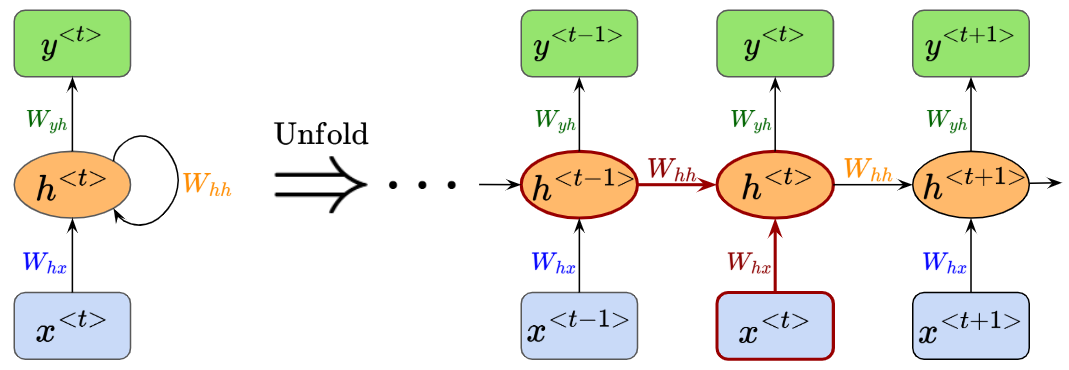 y^{<t>} y^{<t-1>} y^{<t>} y^{<t+1>}
W_{yh} W_{yh} W_{yh} W_{yh}
Unfold
h^{<t>} W_{hh} ⇒ ··· h^{<t-1>} W_{hh} h^{<t>} W_{hh} h^{<t+1>}
W_{hx} W_{hx} W_{hx} W_{hx}
x^{<t>} x^{<t-1>} x^{<t>} x^{<t+1>}